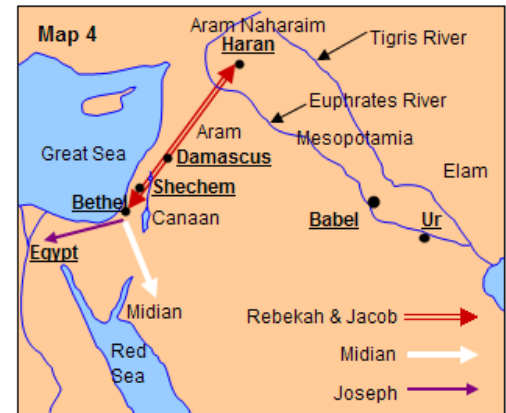 Map 4
Aram Naharaim
Haran
Tigris River
Euphrates River
Aram
Mesopotamia
Great Sea
Damascus
Elam
Shechem
Bethel
Canaan
Babel
Ur
Egypt
Midian
Rebekah & Jacob
Red
Sea
Midian
Joseph